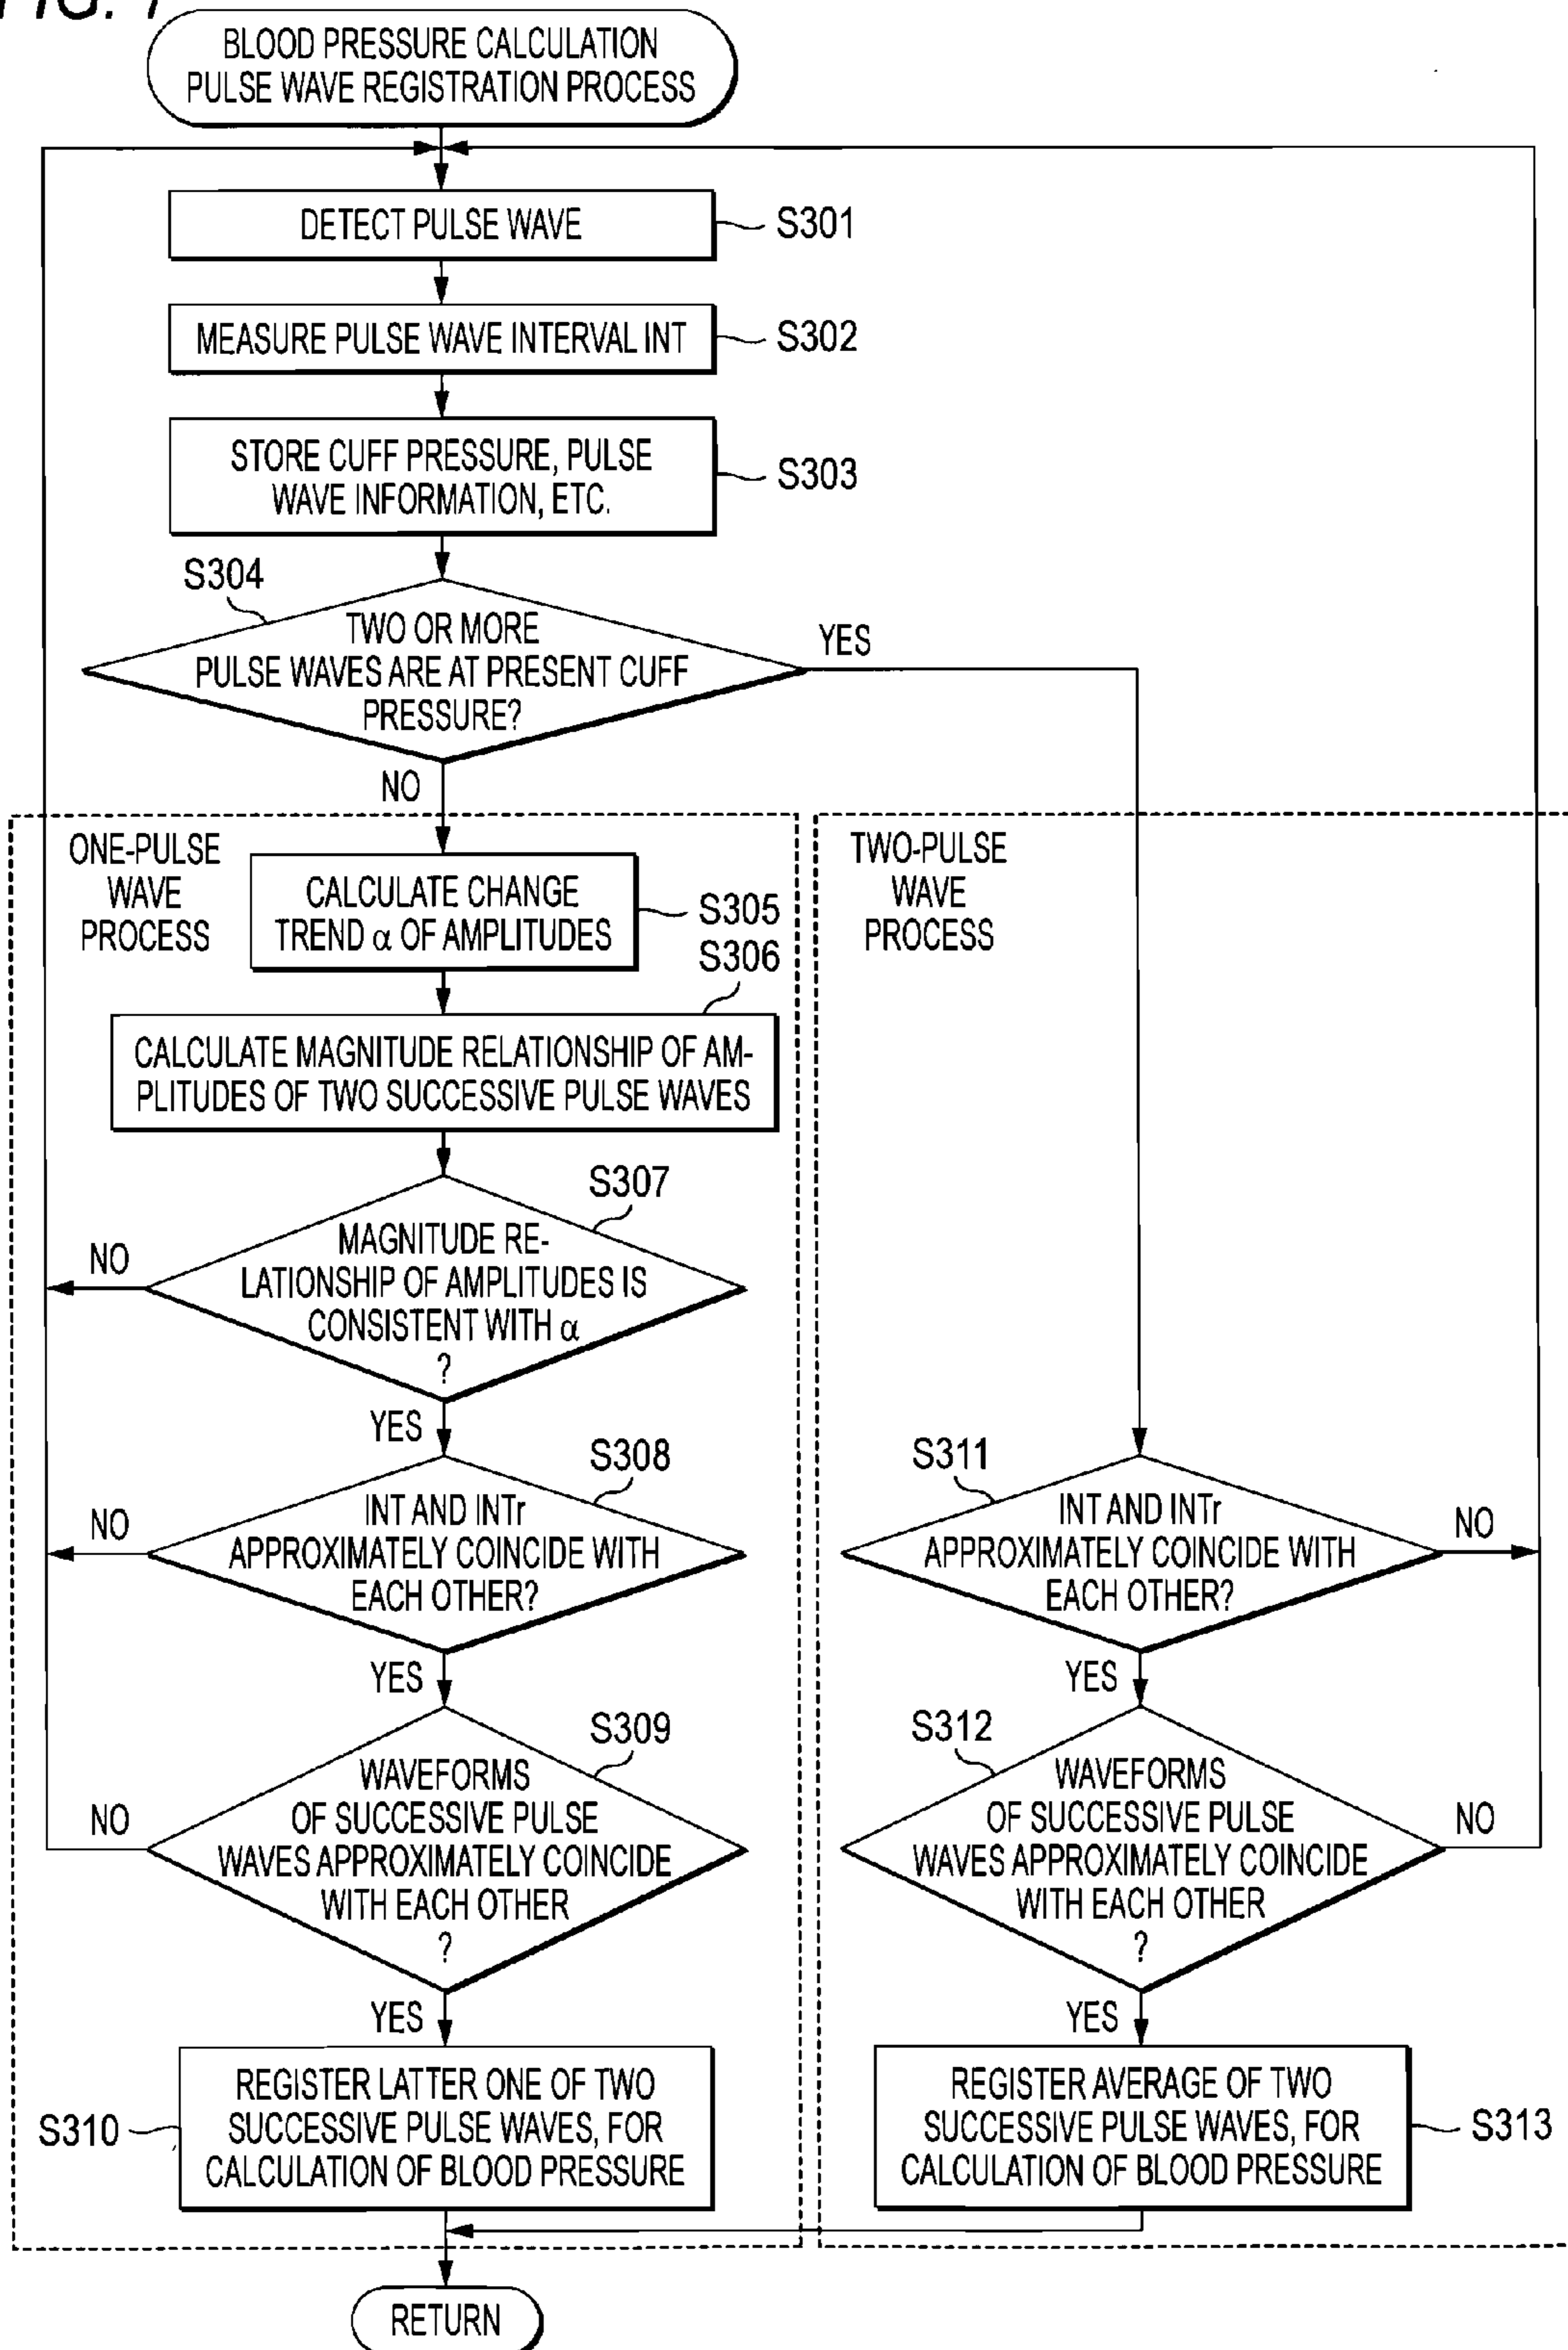 FIG. 7
BLOOD PRESSURE CALCULATION
PULSE WAVE REGISTRATION PROCESS
DETECT PULSE WAVE
S301
MEASURE PULSE WAVE INTERVAL INT
S302
STORE CUFF PRESSURE, PULSE
WAVE INFORMATION, ETC.
S303
S304
TWO OR MORE
PULSE WAVES ARE AT PRESENT CUFF
PRESSURE?
YES
NO
ONE-PULSE
WAVE
PROCESS
CALCULATE CHANGE
TREND α OF AMPLITUDES
S305
S306
CALCULATE MAGNITUDE RELATIONSHIP OF AM-
PLITUDES OF TWO SUCCESSIVE PULSE WAVES
S307
MAGNITUDE RE-
LATIONSHIP OF AMPLITUDES IS
CONSISTENT WITH α
?
NO
YES
S308
INT AND INTr
APPROXIMATELY COINCIDE WITH
EACH OTHER?
NO
YES
S309
WAVEFORMS
OF SUCCESSIVE PULSE
WAVES APPROXIMATELY COINCIDE
WITH EACH OTHER
?
NO
YES
REGISTER LATTER ONE OF TWO
SUCCESSIVE PULSE WAVES, FOR
CALCULATION OF BLOOD PRESSURE
S310
TWO-PULSE
WAVE
PROCESS
S311
INT AND INTr
APPROXIMATELY COINCIDE WITH
EACH OTHER?
NO
YES
S312
WAVEFORMS
OF SUCCESSIVE PULSE
WAVES APPROXIMATELY COINCIDE
WITH EACH OTHER
?
NO
YES
REGISTER AVERAGE OF TWO
SUCCESSIVE PULSE WAVES, FOR
CALCULATION OF BLOOD PRESSURE
S313
RETURN